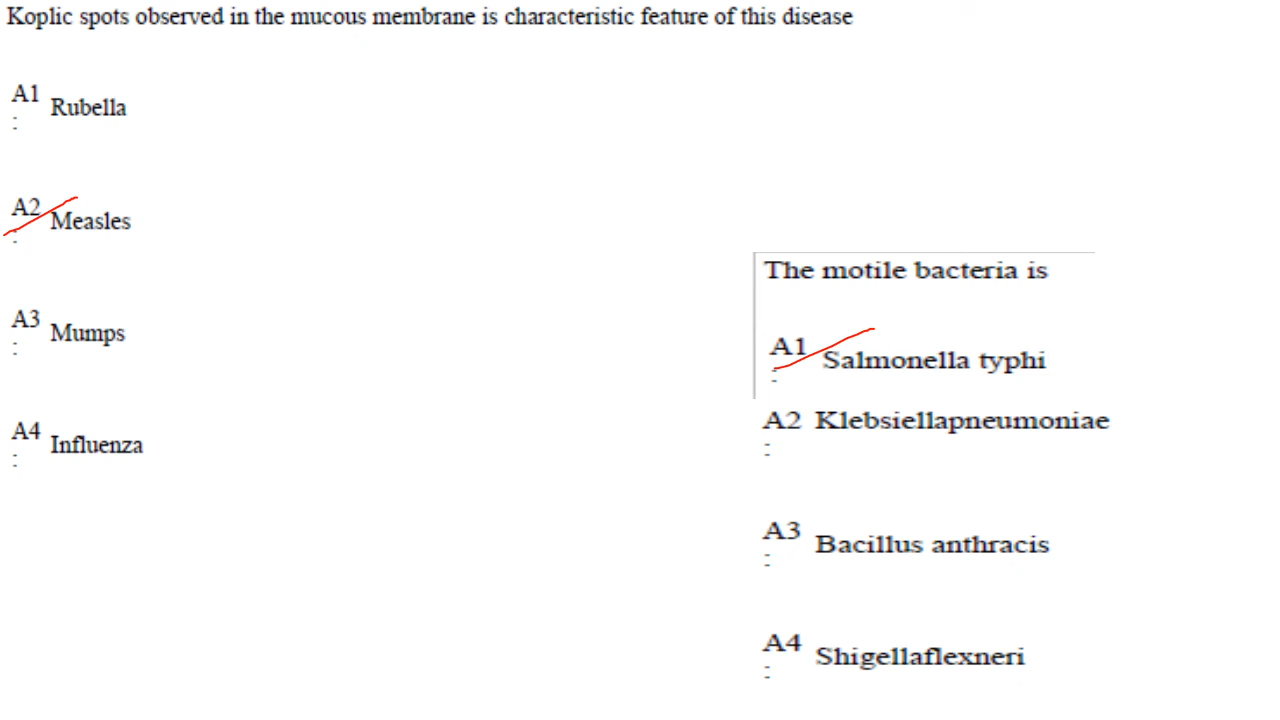 Koplic spots observed in the mucous membrane is characteristic feature of this disease
A1
: Rubella
A2
: Measles
A3
: Mumps
A4
: Influenza
The motile bacteria is
A1
: Salmonella typhi
A2 Klebsiellapneumoniae
:
A3
: Bacillus anthracis
A4
: Shigellaflexneri